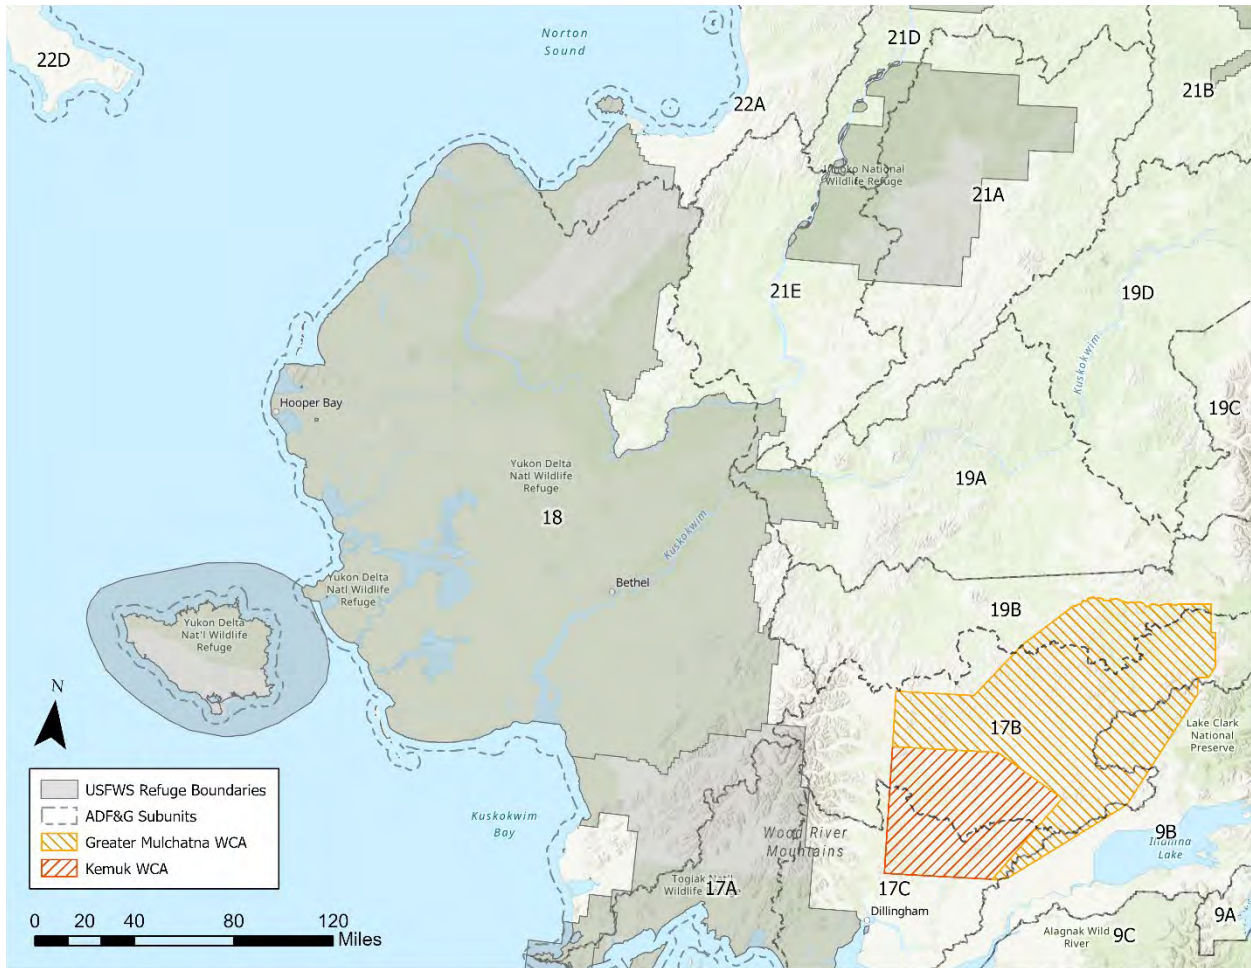 22D
Norton
Sound
21D
22A
21B
Wildlife Refuge
21A
21E
19D
Kuskokwim
19C
Hooper Bay
Yukon Delta
Natl Wildlife
Refuge
18
19A
Kuskokwim
Bethel
Yukon Delta
Natl Wildlife
Refuge
19B
Yukon Delta
Nat'l Wildlife
Refuge
N
17B
Lake Clark
National
Preserve
USFWS Refuge Boundaries
ADF&G Subunits
Greater Mulchatna WCA
Kemuk WCA
Kuskokwim
Bay
Wood River
Mountains
9B
Iliamna
Lake
Togiak Nat'l
Wildlife
17A
17C
Dillingham
Alagnak Wild
River
9C
9A
0 20 40 80 120
Miles